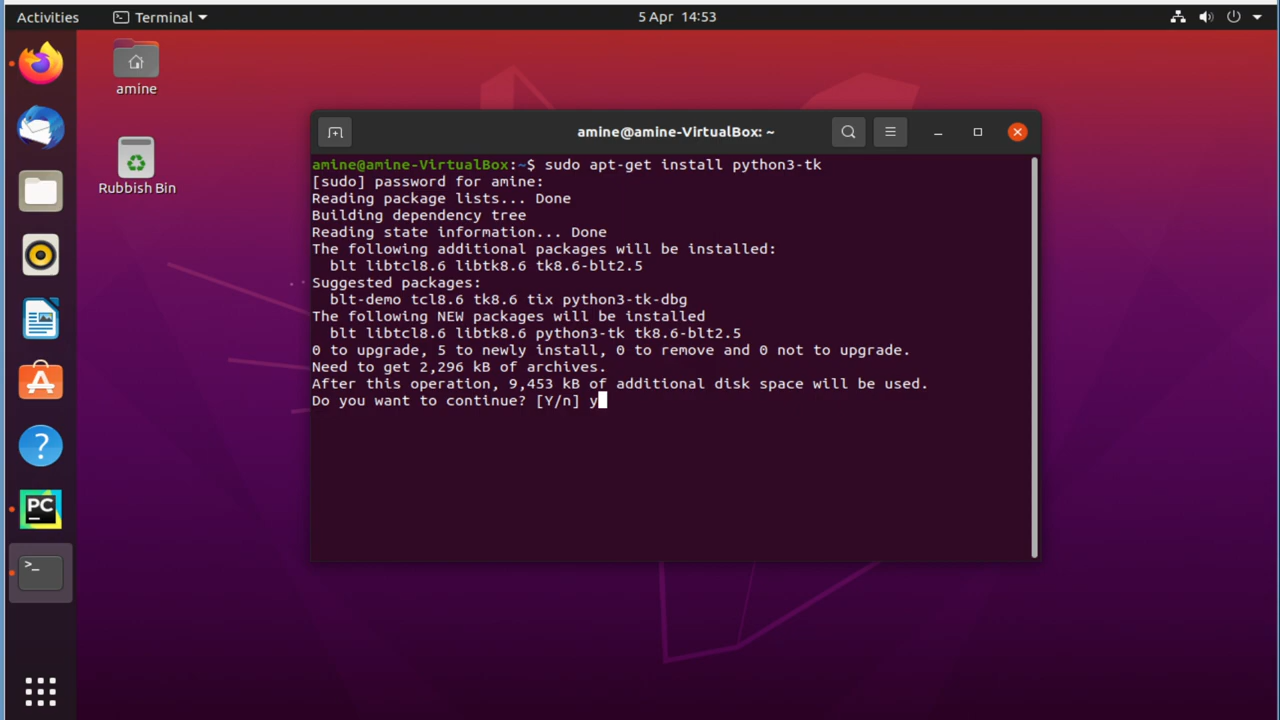 Activities
Terminal
5 Apr 14:53
amine
Rubbish Bin
amine@amine-VirtualBox: ~
amine@amine-VirtualBox:~$ sudo apt-get install python3-tk
[sudo] password for amine:
Reading package lists... Done
Building dependency tree
Reading state information... Done
The following additional packages will be installed:
  blt libtcl8.6 libtk8.6 tk8.6-blt2.5
Suggested packages:
  blt-demo tcl8.6 tk8.6 tix python3-tk-dbg
The following NEW packages will be installed
  blt libtcl8.6 libtk8.6 python3-tk tk8.6-blt2.5
0 to upgrade, 5 to newly install, 0 to remove and 0 not to upgrade.
Need to get 2,296 kB of archives.
After this operation, 9,453 kB of additional disk space will be used.
Do you want to continue? [Y/n] y
?
PC
>_